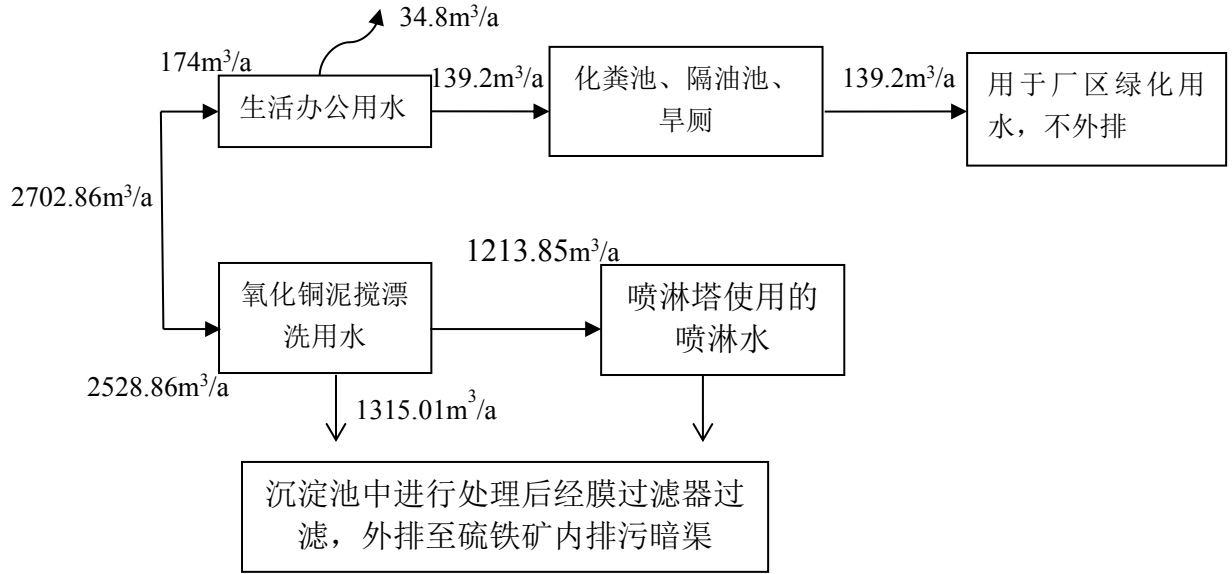 34.8m³/a
174m³/a
生活办公用水
139.2m³/a
化粪池、隔油池、
旱厕
139.2m³/a
用于厂区绿化用
水，不外排
2702.86m³/a
氧化铜泥搅漂
洗用水
2528.86m³/a
1213.85m³/a
喷淋塔使用的
喷淋水
1315.01m³/a
沉淀池中进行处理后经膜过滤器过
滤，外排至硫铁矿内排污暗渠